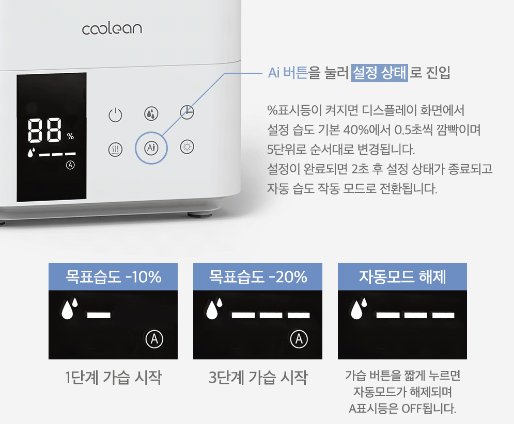 coolean
Ai 버튼을 눌러 설정 상태로 진입
%표시등이 켜지면 디스플레이 화면에서
설정 습도 기본 40%에서 0.5초씩 깜빡이며
5단위로 순서대로 변경됩니다.
설정이 완료되면 2초 후 설정 상태가 종료되고
자동 습도 작동 모드로 전환됩니다.
88 %
A
Ai
목표습도 -10%
목표습도 -20%
자동모드 해제
A
A
1단계 가습 시작
3단계 가습 시작
가습 버튼을 짧게 누르면
자동모드가 해제되며
A표시등은 OFF됩니다.